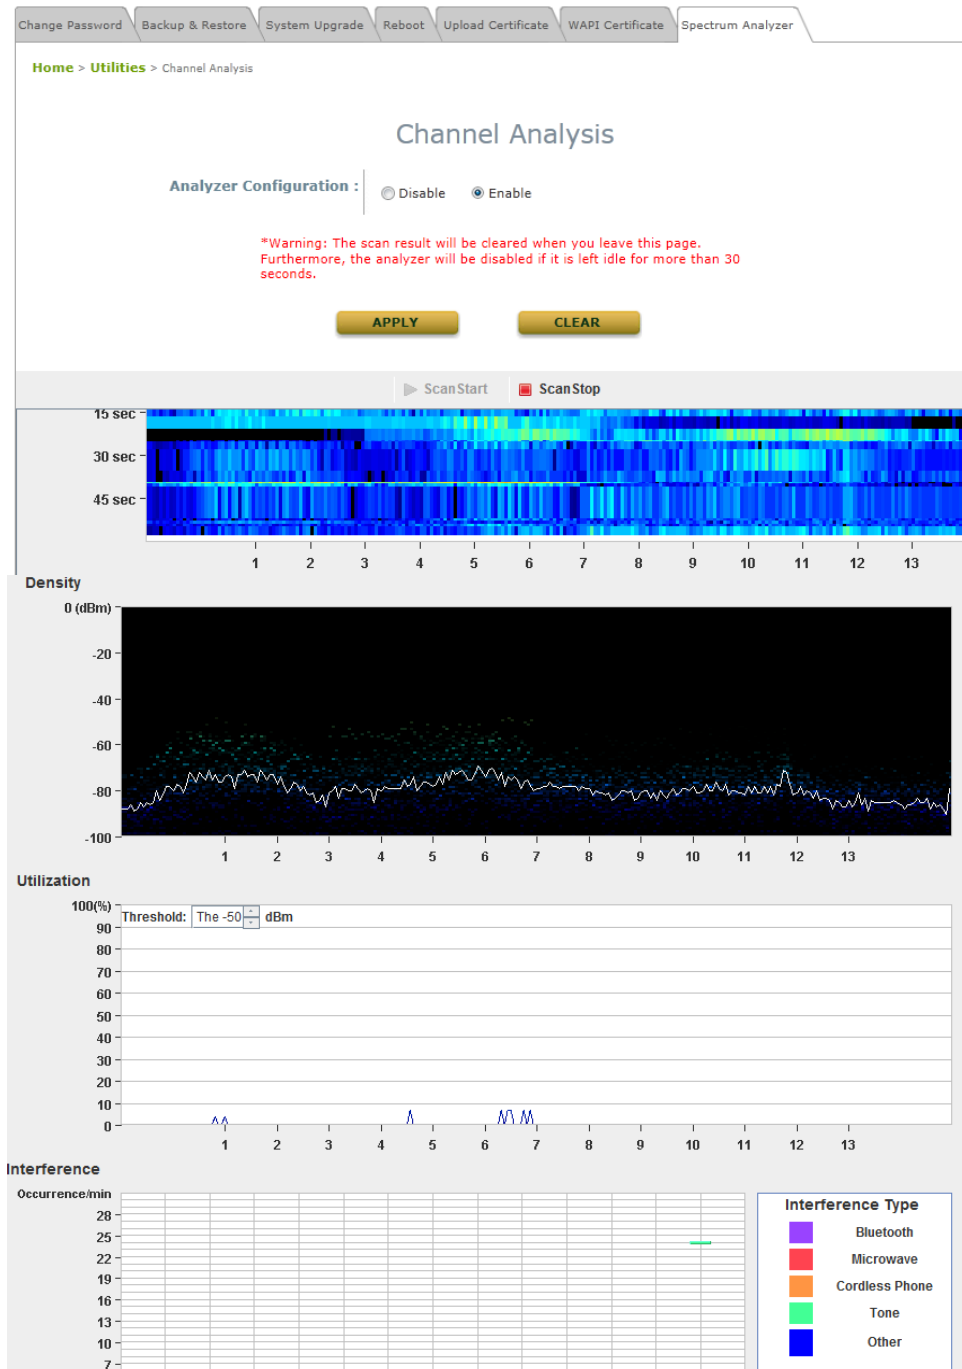 Change Password Backup & Restore System Upgrade Reboot Upload Certificate WAPI Certificate Spectrum Analyzer
Home > Utilities > Channel Analysis
Channel Analysis
Analyzer Configuration : Disable Enable
*Warning: The scan result will be cleared when you leave this page.
Furthermore, the analyzer will be disabled if it is left idle for more than 30
seconds.
APPLY CLEAR
ScanStart ScanStop
15 sec
30 sec
45 sec
1 2 3 4 5 6 7 8 9 10 11 12 13
Density
0 (dBm)
-20
-40
-60
-80
-100
1 2 3 4 5 6 7 8 9 10 11 12 13
Utilization
100(%)
Threshold: The -50 dBm
90
80
70
60
50
40
30
20
10
0
1 2 3 4 5 6 7 8 9 10 11 12 13
Interference
Occurrence/min
28
25
22
19
16
13
10
7
Interference Type
Bluetooth
Microwave
Cordless Phone
Tone
Other